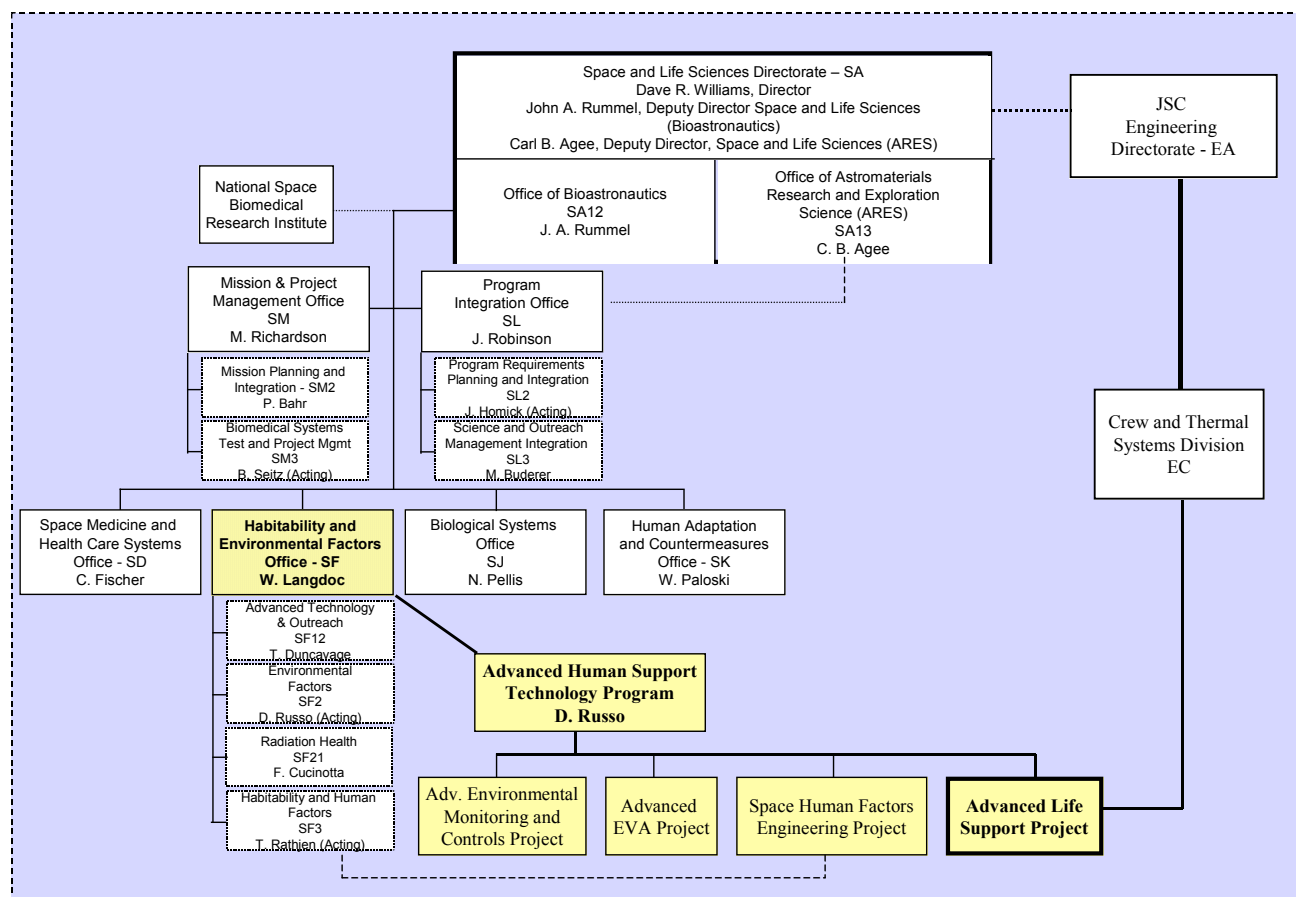 Space and Life Sciences Directorate – SA
Dave R. Williams, Director
John A. Rummel, Deputy Director Space and Life Sciences
(Bioastronautics)
Carl B. Agee, Deputy Director, Space and Life Sciences (ARES)
JSC
Engineering
Directorate - EA
National Space
Biomedical
Research Institute
Office of Bioastronautics
SA12
J. A. Rummel
Office of Astromaterials
Research and Exploration
Science (ARES)
SA13
C. B. Agee
Mission & Project
Management Office
SM
M. Richardson
Program
Integration Office
SL
J. Robinson
Mission Planning and
Integration - SM2
P. Bahr
Biomedical Systems
Test and Project Mgmt
SM3
B. Seitz (Acting)
Program Requirements
Planning and Integration
SL2
J. Homick (Acting)
Science and Outreach
Management Integration
SL3
M. Buderer
Crew and Thermal
Systems Division
EC
Space Medicine and
Health Care Systems
Office - SD
C. Fischer
Habitability and
Environmental Factors
Office - SF
W. Langdoc
Biological Systems
Office
SJ
N. Pellis
Human Adaptation
and Countermeasures
Office - SK
W. Paloski
Advanced Technology
& Outreach
SF12
T. Duncavage
Environmental
Factors
SF2
D. Russo (Acting)
Radiation Health
SF21
F. Cucinotta
Habitability and Human
Factors
SF3
T. Rathjen (Acting)
Advanced Human Support
Technology Program
D. Russo
Adv. Environmental
Monitoring and
Controls Project
Advanced
EVA Project
Space Human Factors
Engineering Project
Advanced Life
Support Project